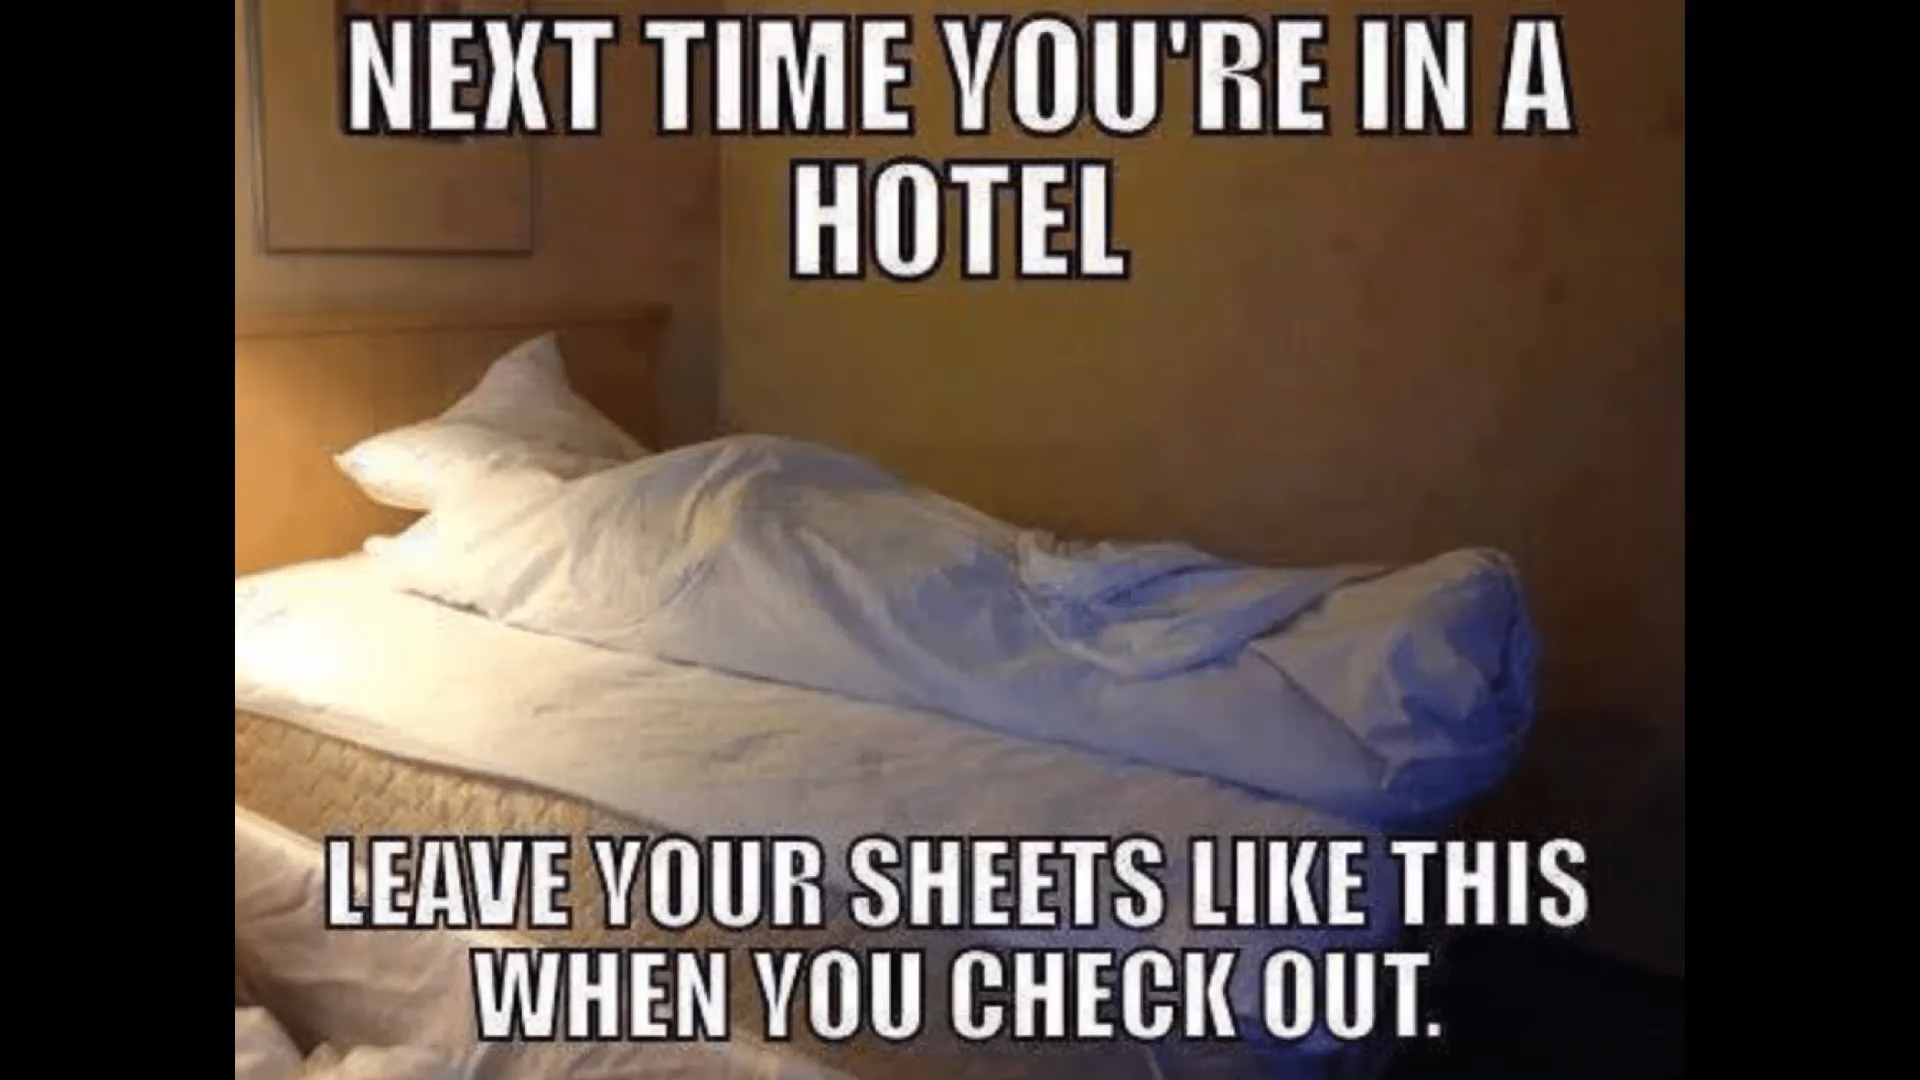 NEXT TIME YOU'RE IN A
HOTEL
LEAVE YOUR SHEETS LIKE THIS
WHEN YOU CHECK OUT.